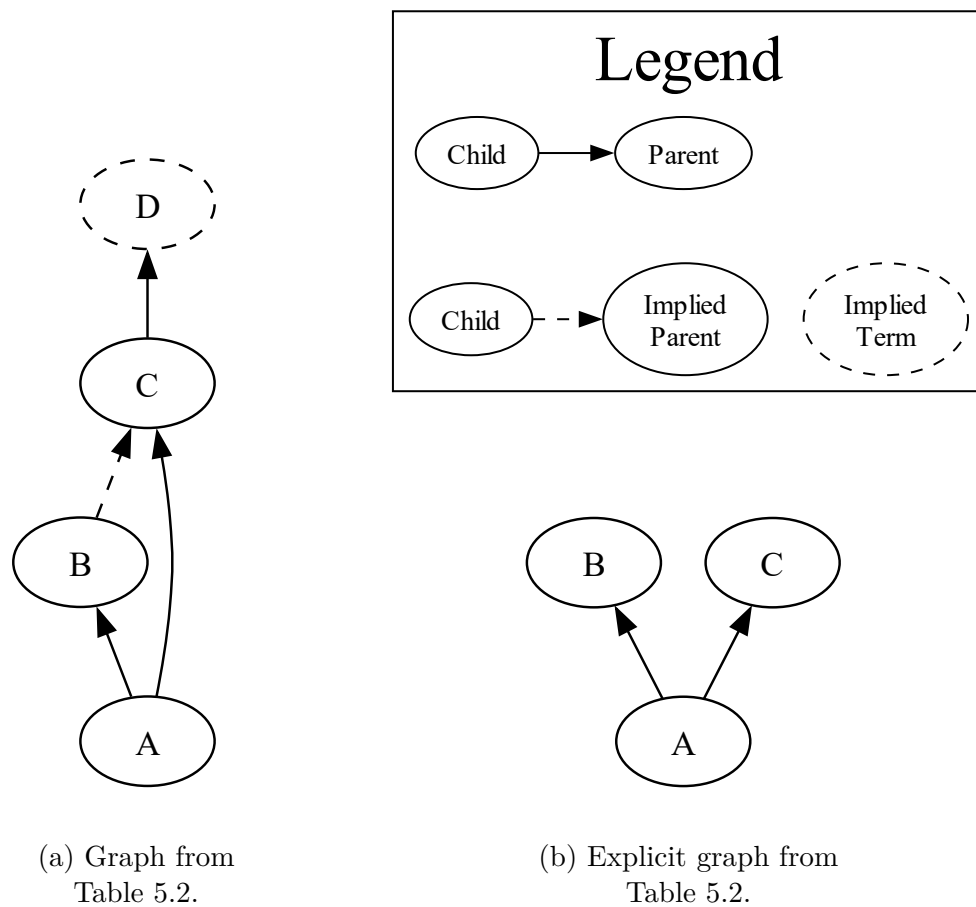 Legend
Child
Parent
Child
Implied
Parent
Implied
Term
D
C
B
A
B
C
A
(a) Graph from
Table 5.2.
(b) Explicit graph from
Table 5.2.